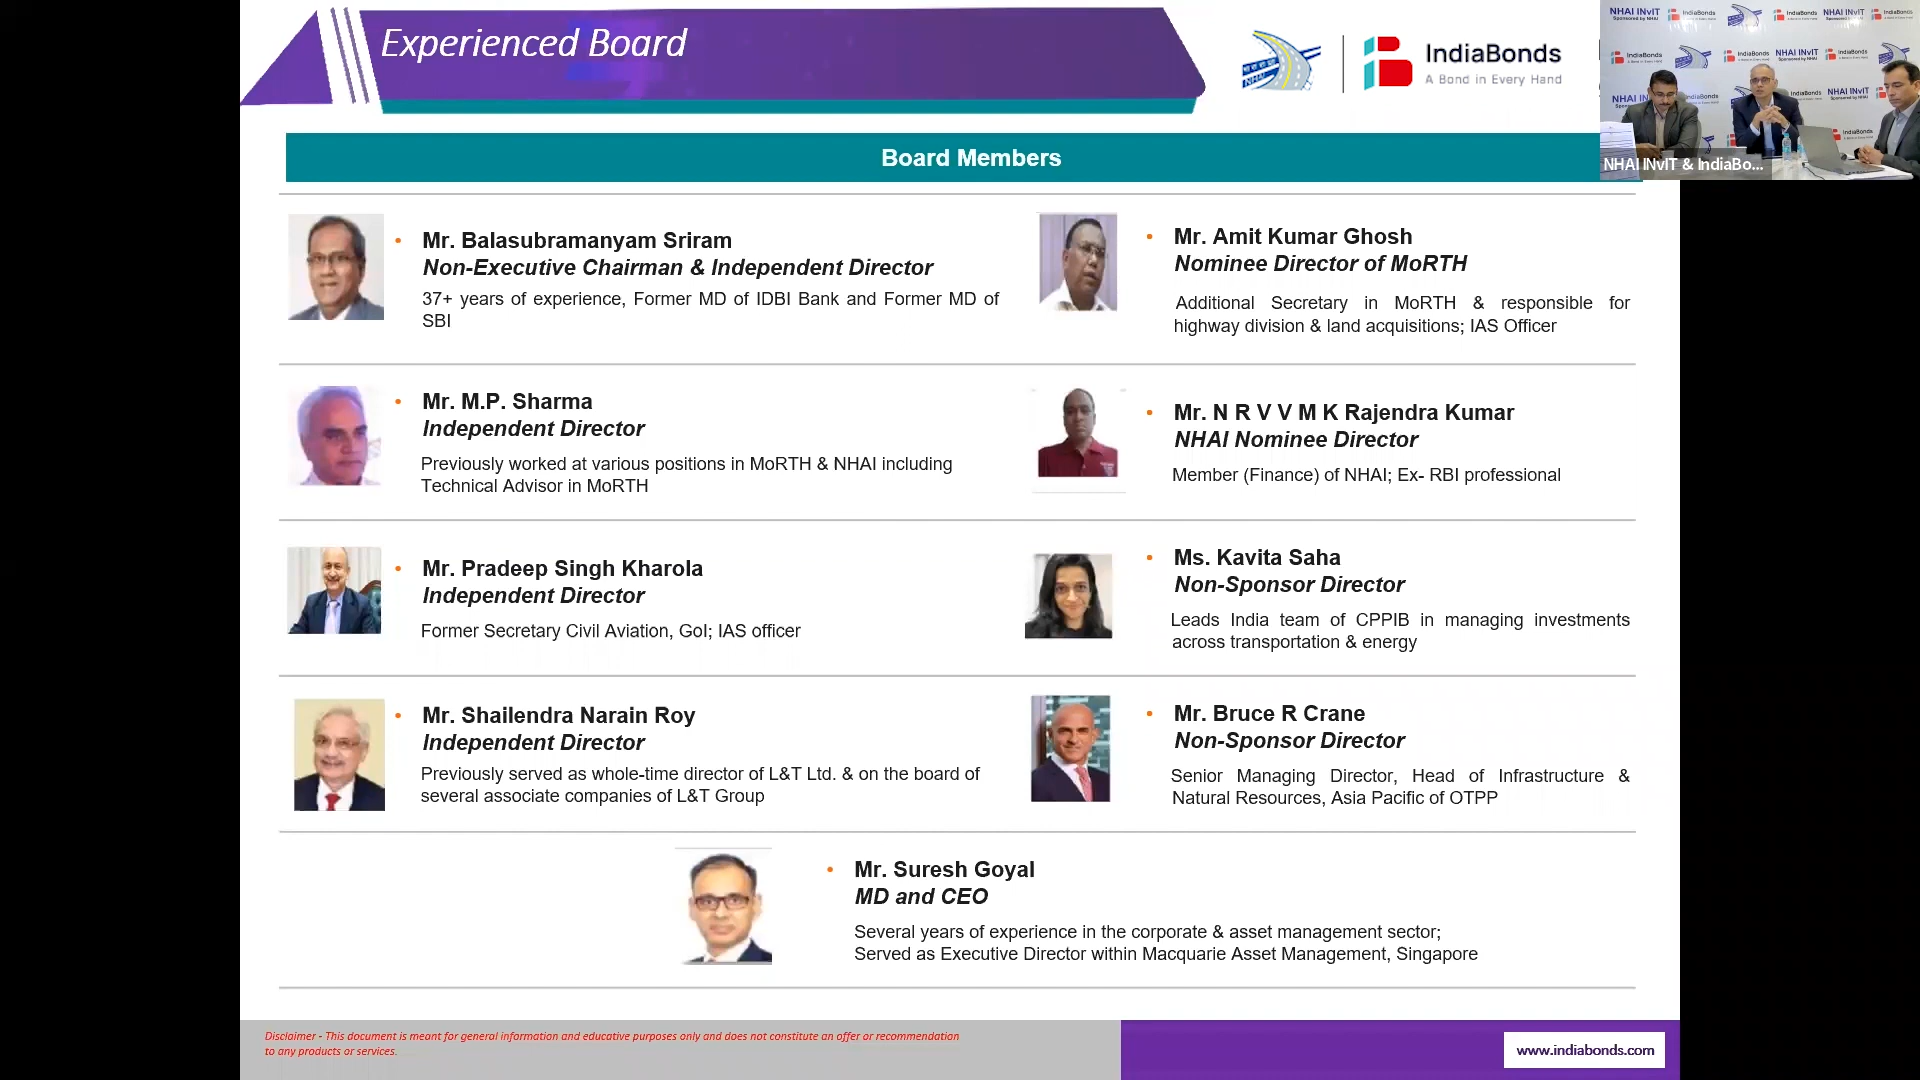 Experienced Board
NHAI
IndiaBonds
A Bond in Every Hand
NHAI INvIT & IndiaBo...
Board Members
Mr. Balasubramanyam Sriram
Non-Executive Chairman & Independent Director
37+ years of experience, Former MD of IDBI Bank and Former MD of
SBI
Mr. Amit Kumar Ghosh
Nominee Director of MoRTH
Additional Secretary in MoRTH & responsible for
highway division & land acquisitions; IAS Officer
Mr. M.P. Sharma
Independent Director
Previously worked at various positions in MoRTH & NHAI including
Technical Advisor in MoRTH
Mr. N R V V M K Rajendra Kumar
NHAI Nominee Director
Member (Finance) of NHAI; Ex- RBI professional
Mr. Pradeep Singh Kharola
Independent Director
Former Secretary Civil Aviation, GoI; IAS officer
Ms. Kavita Saha
Non-Sponsor Director
Leads India team of CPPIB in managing investments
across transportation & energy
Mr. Shailendra Narain Roy
Independent Director
Previously served as whole-time director of L&T Ltd. & on the board of
several associate companies of L&T Group
Mr. Bruce R Crane
Non-Sponsor Director
Senior Managing Director, Head of Infrastructure &
Natural Resources, Asia Pacific of OTPP
Mr. Suresh Goyal
MD and CEO
Several years of experience in the corporate & asset management sector;
Served as Executive Director within Macquarie Asset Management, Singapore
Disclaimer - This document is meant for general information and educative purposes only and does not constitute an offer or recommendation
to any products or services.
www.indiabonds.com